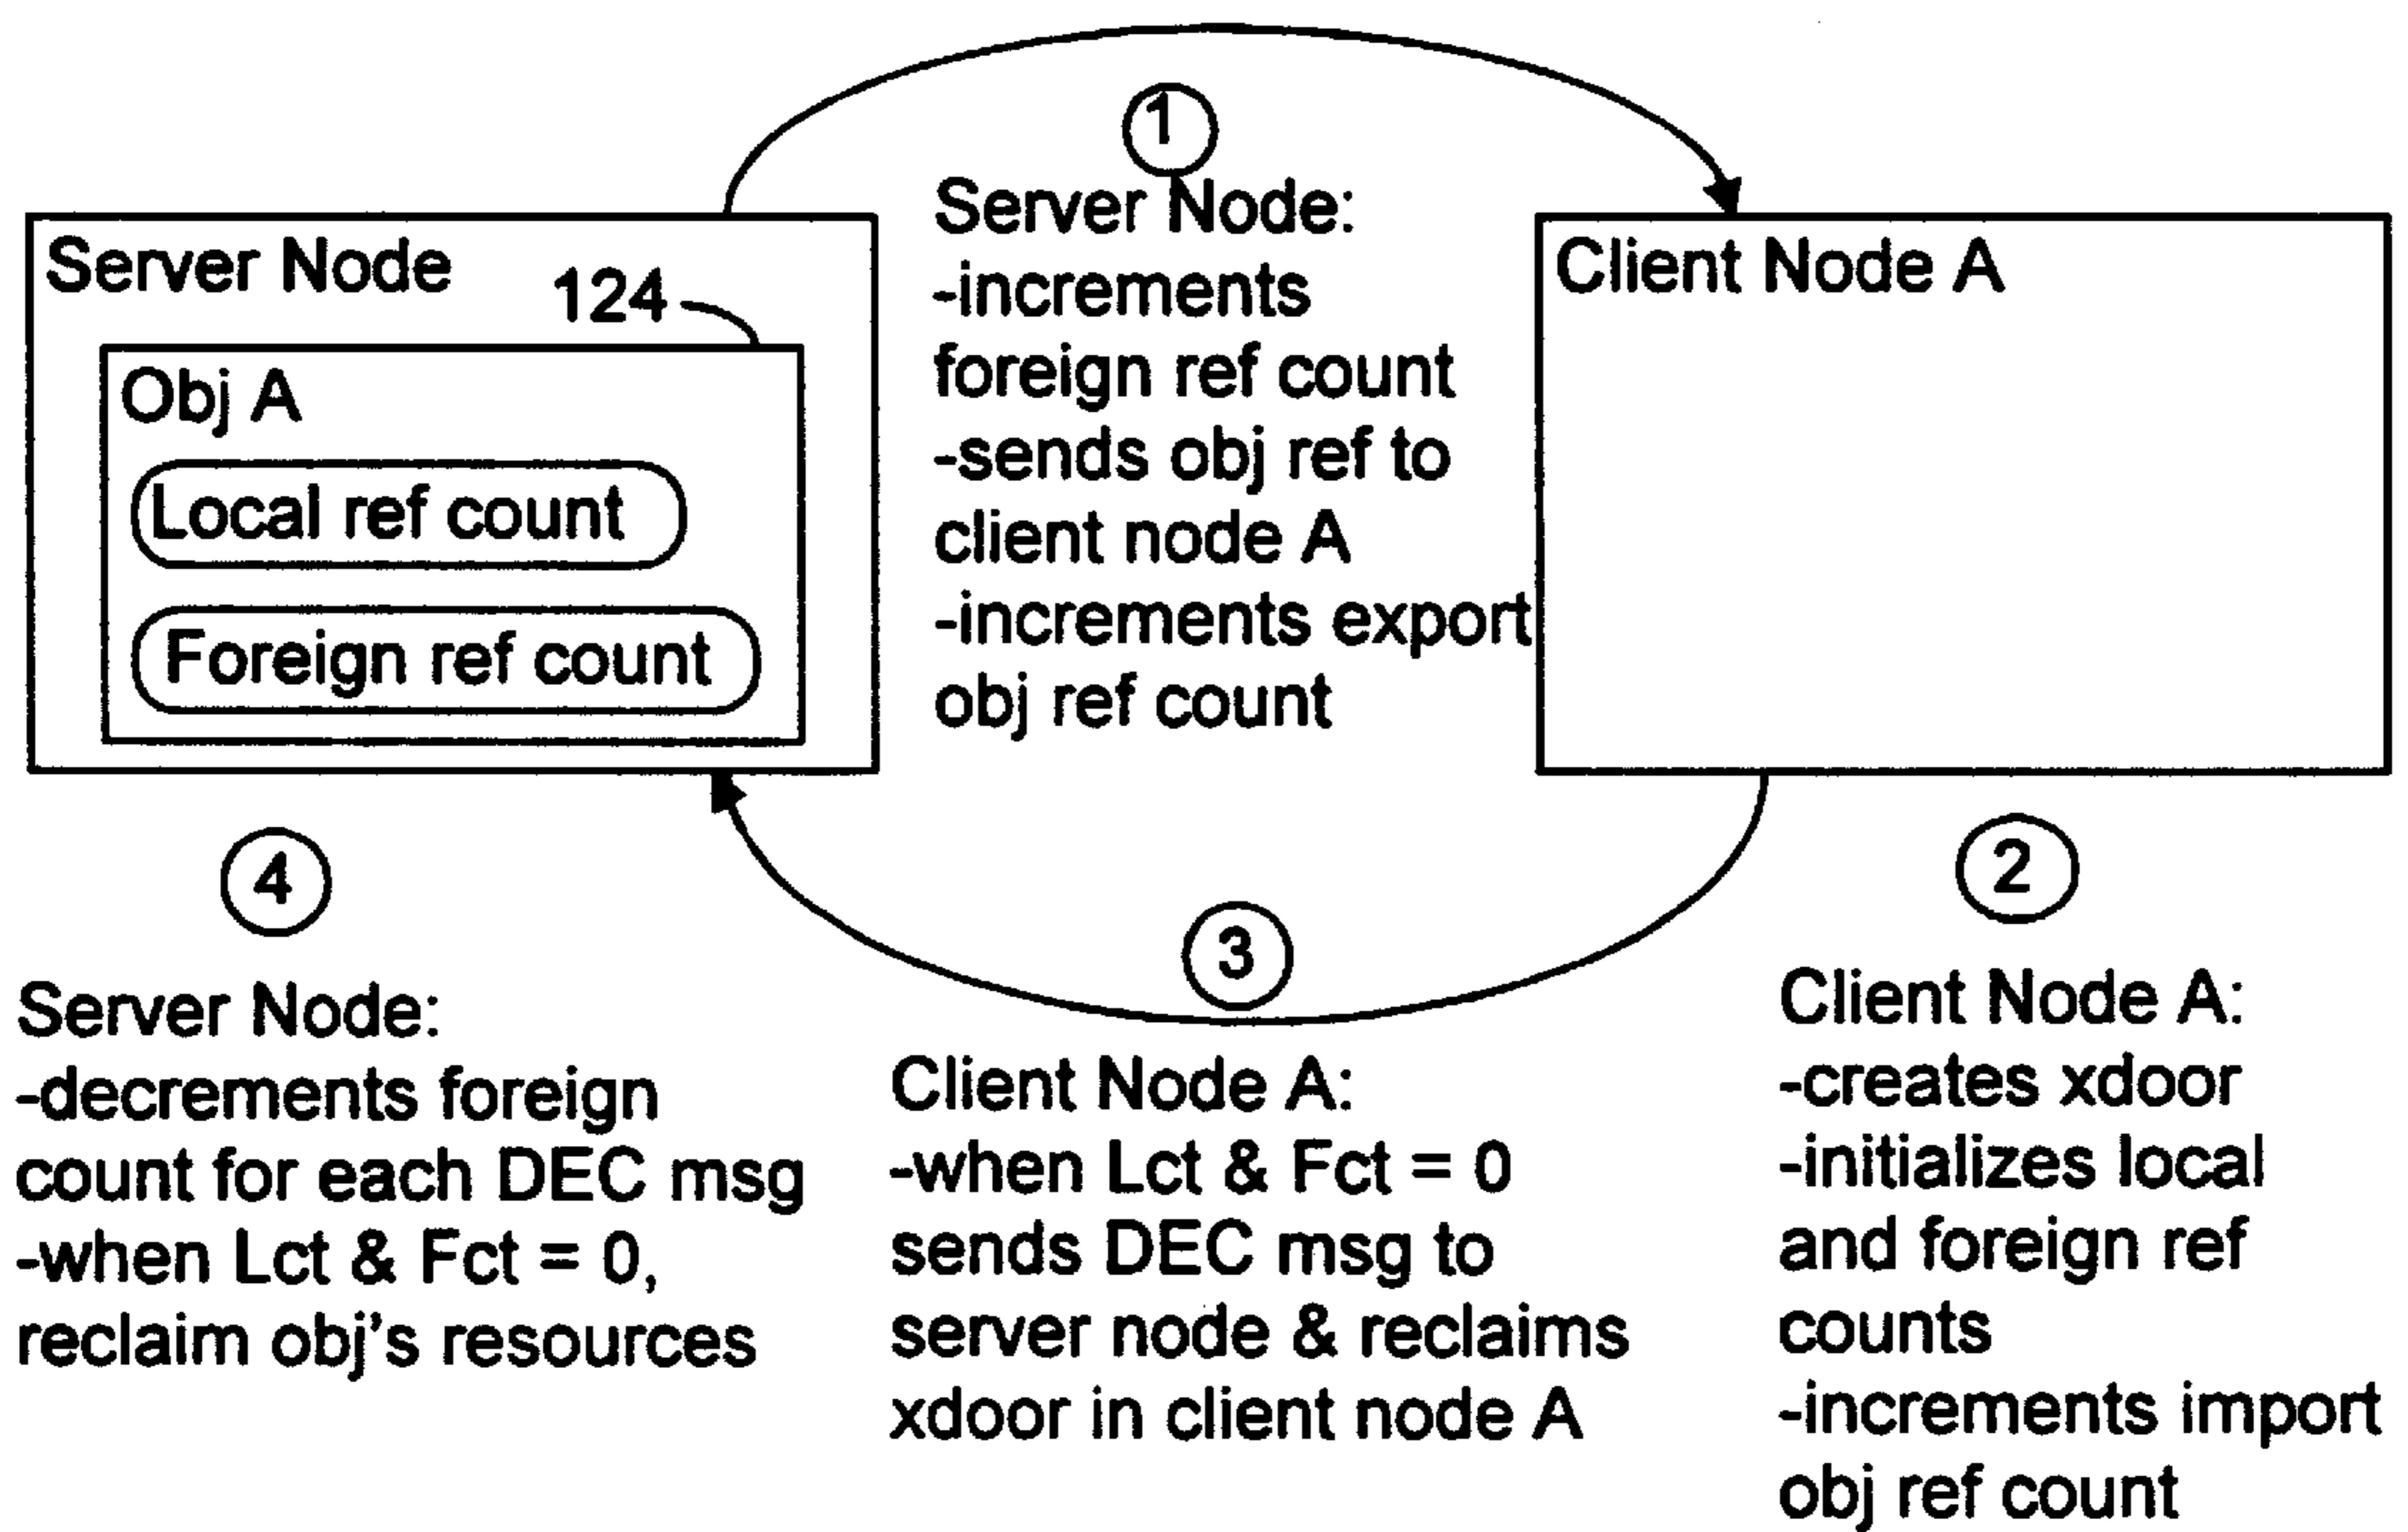 1
Server Node:
-increments
foreign ref count
-sends obj ref to
client node A
-increments export
obj ref count
Server Node
124
Obj A
Local ref count
Foreign ref count
Client Node A
4
Server Node:
-decrements foreign
count for each DEC msg
-when Lct & Fct = 0,
reclaim obj's resources
3
Client Node A:
-when Lct & Fct = 0
sends DEC msg to
server node & reclaims
xdoor in client node A
2
Client Node A:
-creates xdoor
-initializes local
and foreign ref
counts
-increments import
obj ref count